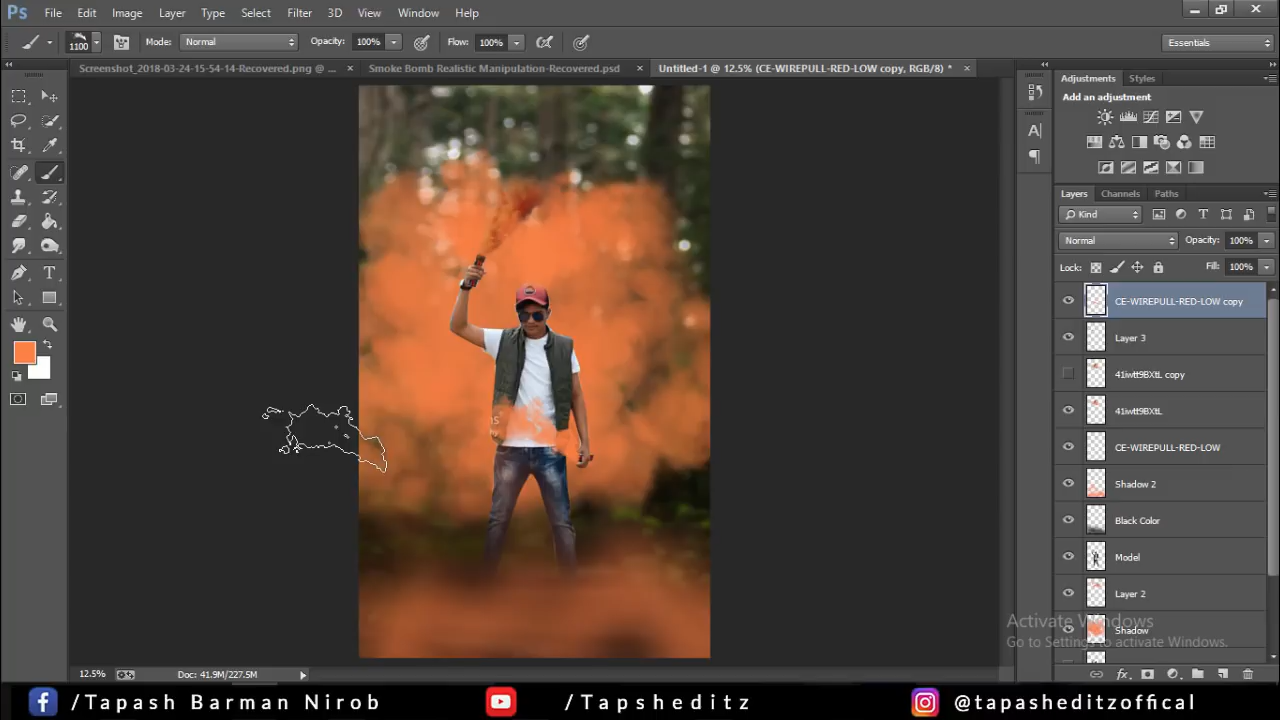 Ps File Edit Image Layer Type Select Filter 3D View Window Help
1100 Mode: Normal Opacity: 100% Flow: 100% Essentials
Screenshot_2018-03-24-15-54-14-Recovered.png @ ... × Smoke Bomb Realistic Manipulation-Recovered.psd × Untitled-1 @ 12.5% (CE-WIREPULL-RED-LOW copy, RGB/8) * ×
Adjustments Styles
Add an adjustment
Layers Channels Paths
Kind
Normal Opacity: 100%
Lock: Fill: 100%
CE-WIREPULL-RED-LOW copy
Layer 3
41iwtt9BXtL copy
41iwtt9BXtL
CE-WIREPULL-RED-LOW
Shadow 2
Black Color
Model
Layer 2
Shadow
Activate Windows
Go to Settings to activate Windows.
12.5% Doc: 41.9M/227.5M
/Tapash Barman Nirob /Tapsheditz @tapasheditzoffical